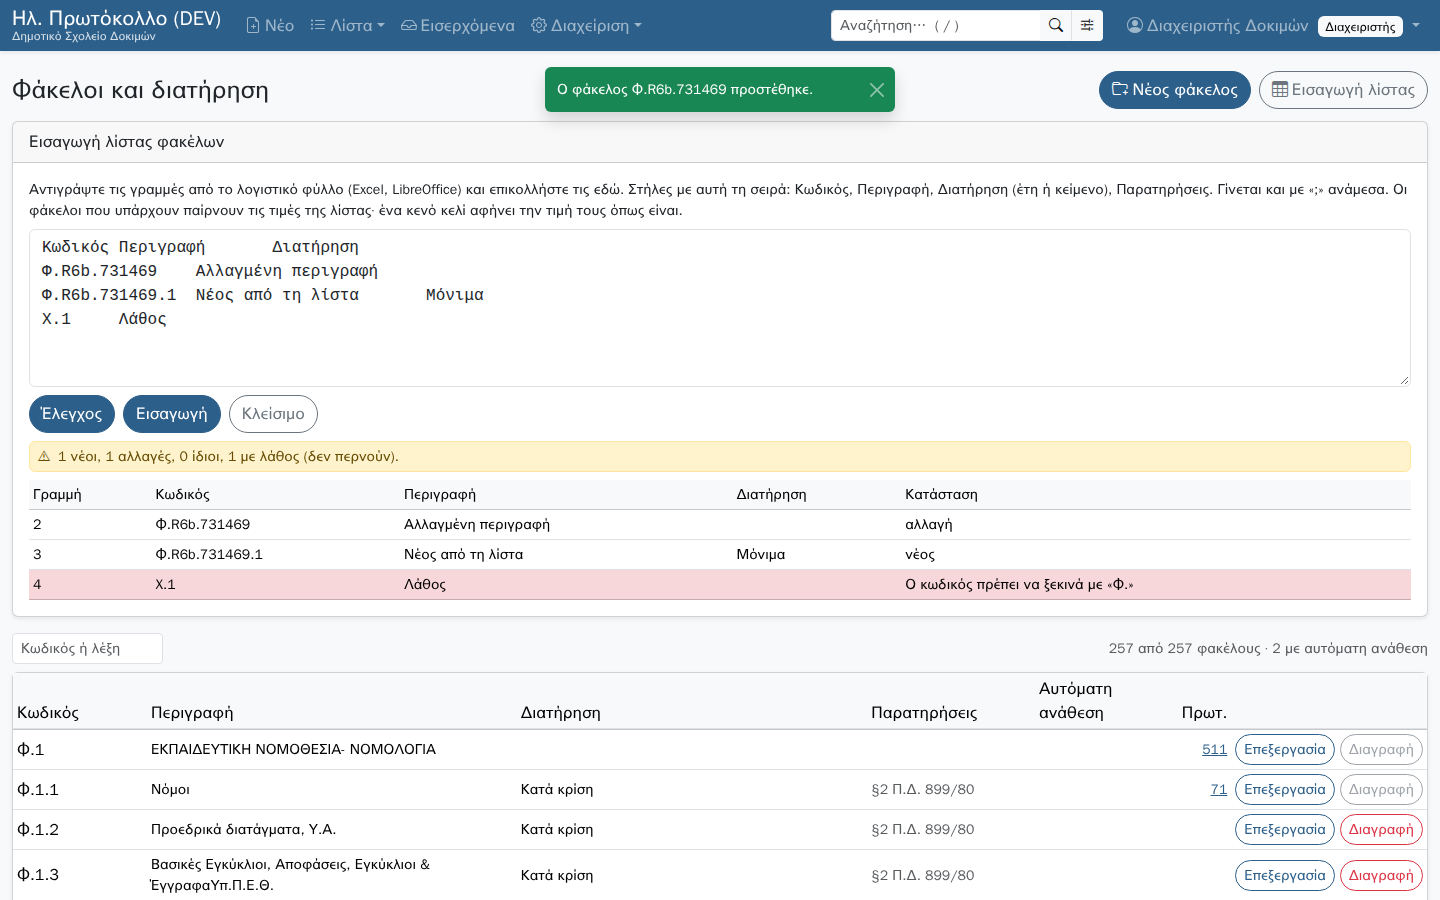 Ηλ. Πρωτόκολλο (DEV)
Δημοτικό Σχολείο Δοκιμών
Νέο
Λίστα
Εισερχόμενα
Διαχείριση
Αναζήτηση… ( / )
Διαχειριστής Δοκιμών
Διαχειριστής
Φάκελοι και διατήρηση
Ο φάκελος Φ.R6b.731469 προστέθηκε.
Νέος φάκελος
Εισαγωγή λίστας
Εισαγωγή λίστας φακέλων
Αντιγράψτε τις γραμμές από το λογιστικό φύλλο (Excel, LibreOffice) και επικολλήστε τις εδώ. Στήλες με αυτή τη σειρά: Κωδικός, Περιγραφή, Διατήρηση (έτη ή κείμενο), Παρατηρήσεις. Γίνεται και με «;» ανάμεσα. Οι
φάκελοι που υπάρχουν παίρνουν τις τιμές της λίστας· ένα κενό κελί αφήνει την τιμή τους όπως είναι.
Κωδικός Περιγραφή Διατήρηση
Φ.R6b.731469 Αλλαγμένη περιγραφή
Φ.R6b.731469.1 Νέος από τη λίστα Μόνιμα
Χ.1 Λάθος
Έλεγχος
Εισαγωγή
Κλείσιμο
⚠ 1 νέοι, 1 αλλαγές, 0 ίδιοι, 1 με λάθος (δεν περνούν).
Γραμμή Κωδικός Περιγραφή Διατήρηση Κατάσταση
2 Φ.R6b.731469 Αλλαγμένη περιγραφή αλλαγή
3 Φ.R6b.731469.1 Νέος από τη λίστα Μόνιμα νέος
4 Χ.1 Λάθος Ο κωδικός πρέπει να ξεκινά με «Φ.»
Κωδικός ή λέξη
257 από 257 φακέλους · 2 με αυτόματη ανάθεση
Κωδικός Περιγραφή Διατήρηση Παρατηρήσεις Αυτόματη ανάθεση Πρωτ.
Φ.1 ΕΚΠΑΙΔΕΥΤΙΚΗ ΝΟΜΟΘΕΣΙΑ- ΝΟΜΟΛΟΓΙΑ 511 Επεξεργασία Διαγραφή
Φ.1.1 Νόμοι Κατά κρίση §2 Π.Δ. 899/80 71 Επεξεργασία Διαγραφή
Φ.1.2 Προεδρικά διατάγματα, Υ.Α. Κατά κρίση §2 Π.Δ. 899/80 Επεξεργασία Διαγραφή
Φ.1.3 Βασικές Εγκύκλιοι, Αποφάσεις, Εγκύκλιοι &
ΈγγραφαΥπ.Π.Ε.Θ. Κατά κρίση §2 Π.Δ. 899/80 Επεξεργασία Διαγραφή